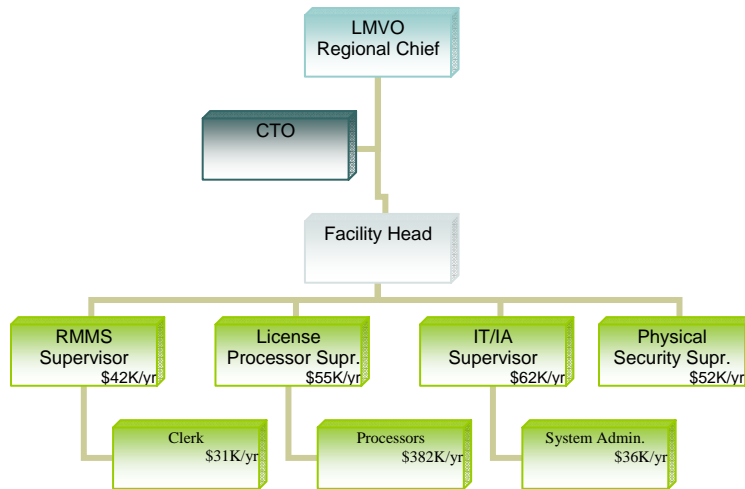 LMVO
Regional Chief
CTO
Facility Head
RMMS
Supervisor
$42K/yr
License
Processor Supr.
$55K/yr
IT/IA
Supervisor
$62K/yr
Physical
Security Supr.
$52K/yr
Clerk
$31K/yr
Processors
$382K/yr
System Admin.
$36K/yr